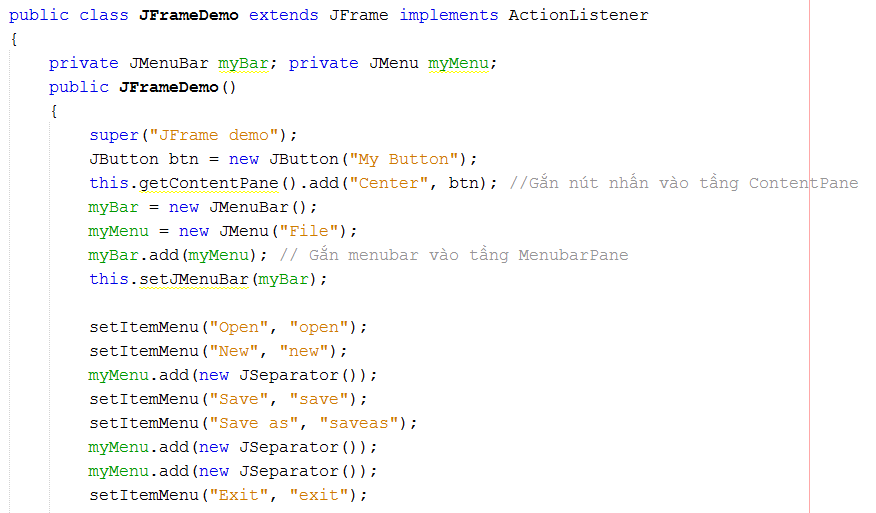 public class JFrameDemo extends JFrame implements ActionListener
{
    private JMenuBar myBar; private JMenu myMenu;
    public JFrameDemo()
    {
        super("JFrame demo");
        JButton btn = new JButton("My Button");
        this.getContentPane().add("Center", btn); //Gắn nút nhấn vào tầng ContentPane
        myBar = new JMenuBar();
        myMenu = new JMenu("File");
        myBar.add(myMenu); // Gắn menubar vào tầng MenubarPane
        this.setJMenuBar(myBar);

        setItemMenu("Open", "open");
        setItemMenu("New", "new");
        myMenu.add(new JSeparator());
        setItemMenu("Save", "save");
        setItemMenu("Save as", "saveas");
        myMenu.add(new JSeparator());
        myMenu.add(new JSeparator());
        setItemMenu("Exit", "exit");